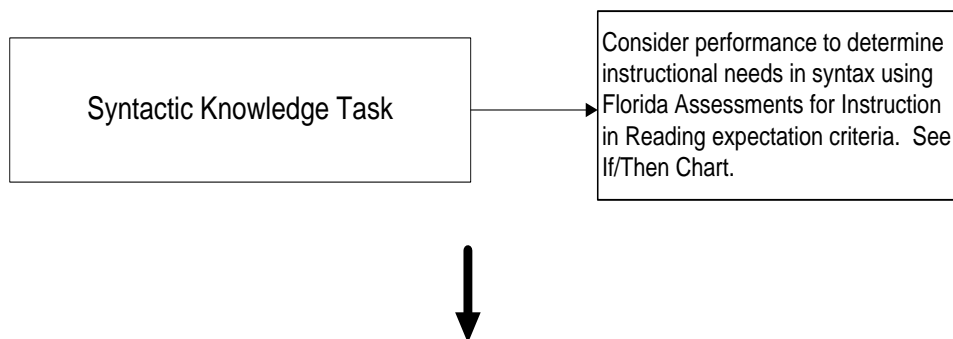 Syntactic Knowledge Task
Consider performance to determine
instructional needs in syntax using
Florida Assessments for Instruction
in Reading expectation criteria.  See
If/Then Chart.